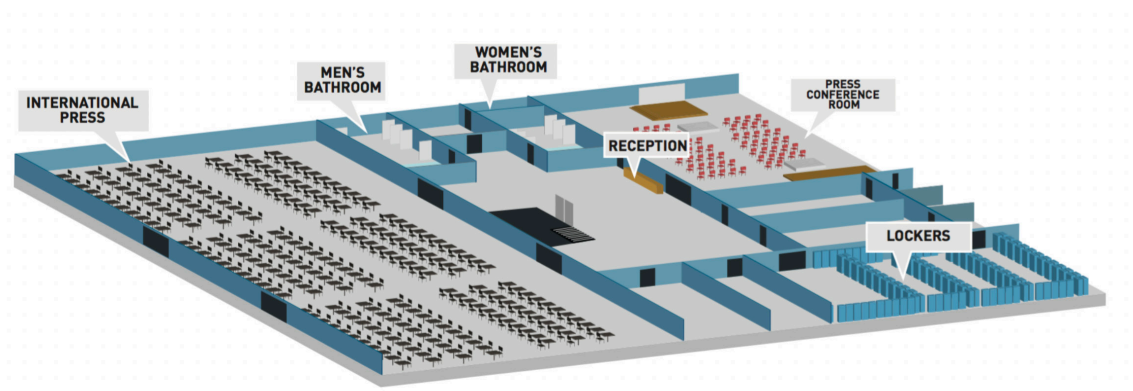 INTERNATIONAL
PRESS
MEN'S
BATHROOM
WOMEN'S
BATHROOM
RECEPTION
PRESS
CONFERENCE
ROOM
LOCKERS